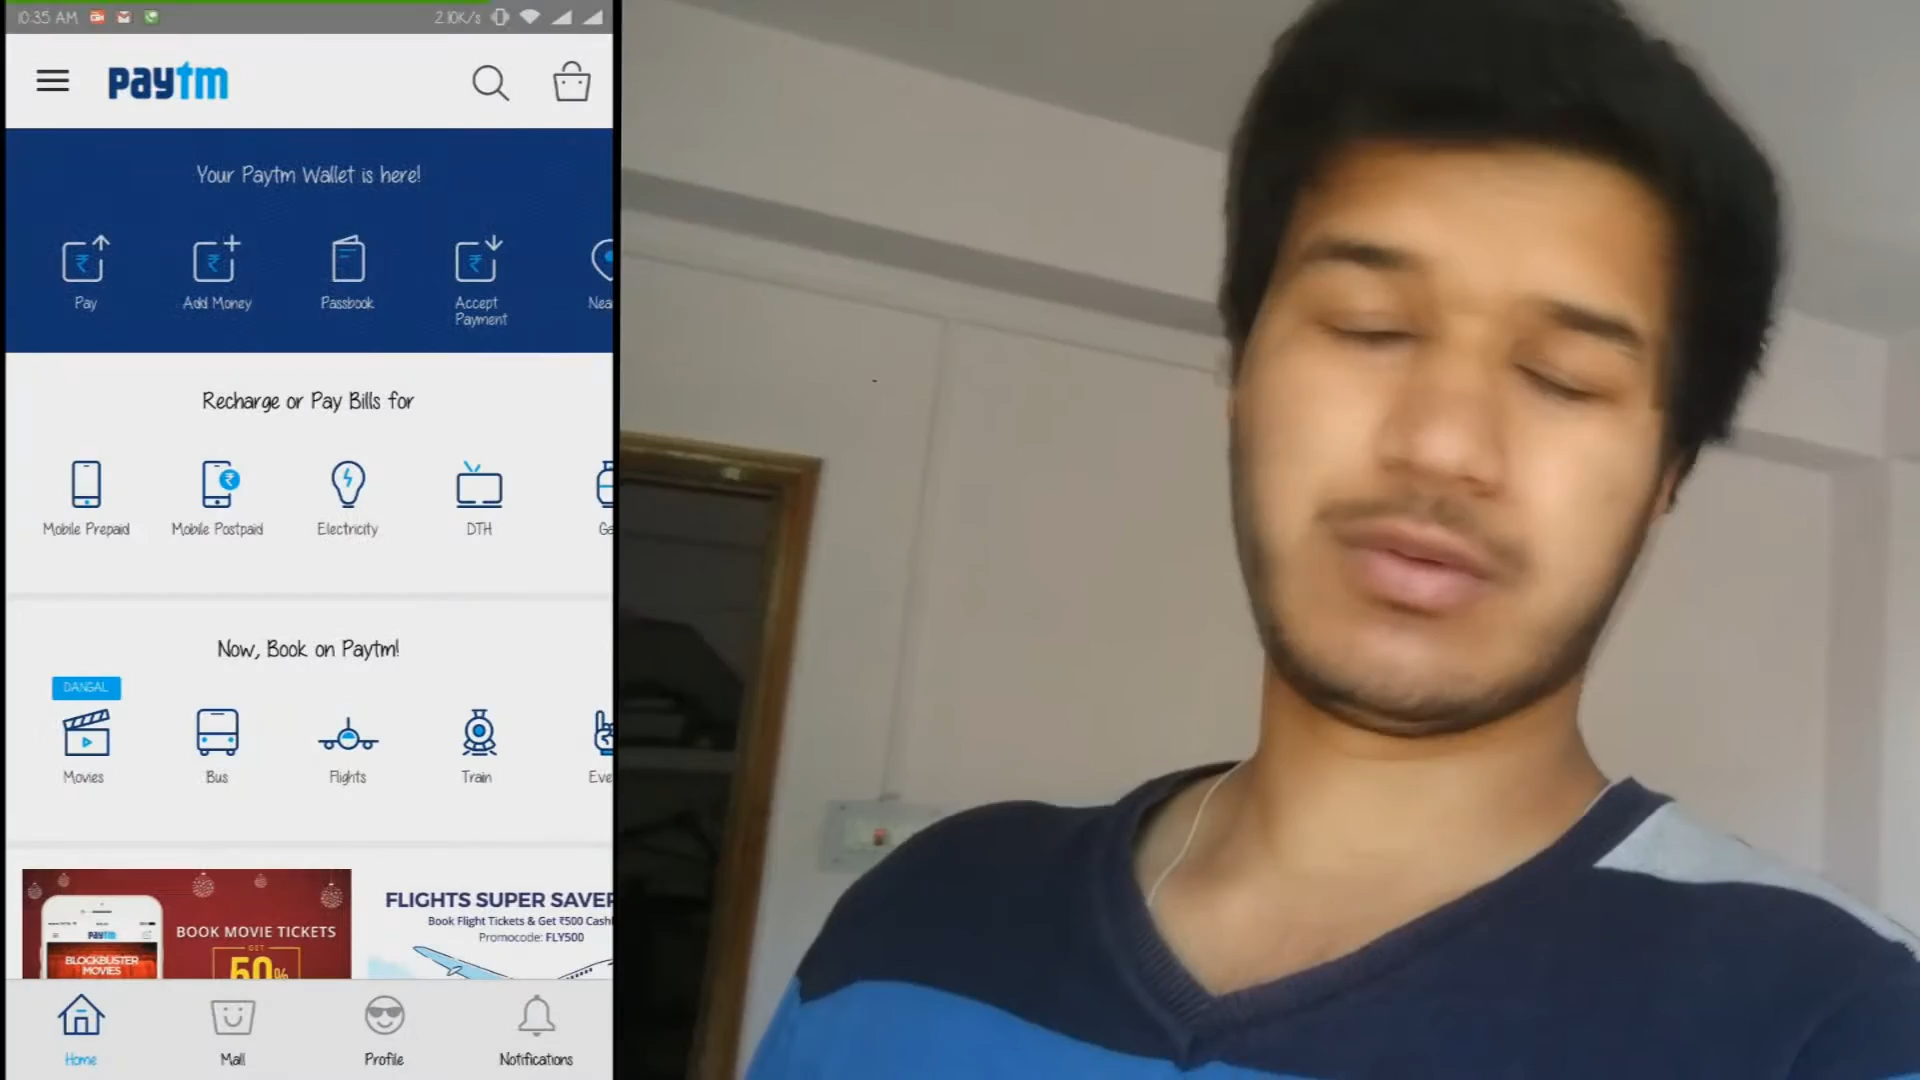 10:35 AM
2.10K/s
paytm
Your Paytm Wallet is here!
Pay
Add Money
Passbook
Accept
Payment
Recharge or Pay Bills for
Mobile Prepaid
Mobile Postpaid
Electricity
DTH
Now, Book on Paytm!
DANGAL
Movies
Bus
Flights
Train
BOOK MOVIE TICKETS
GET
50%
paytm
BLOCKBUSTER
MOVIES
FLIGHTS SUPER SAVER
Book Flight Tickets & Get ₹500 Cash
Promocode: FLY500
Home
Mall
Profile
Notifications